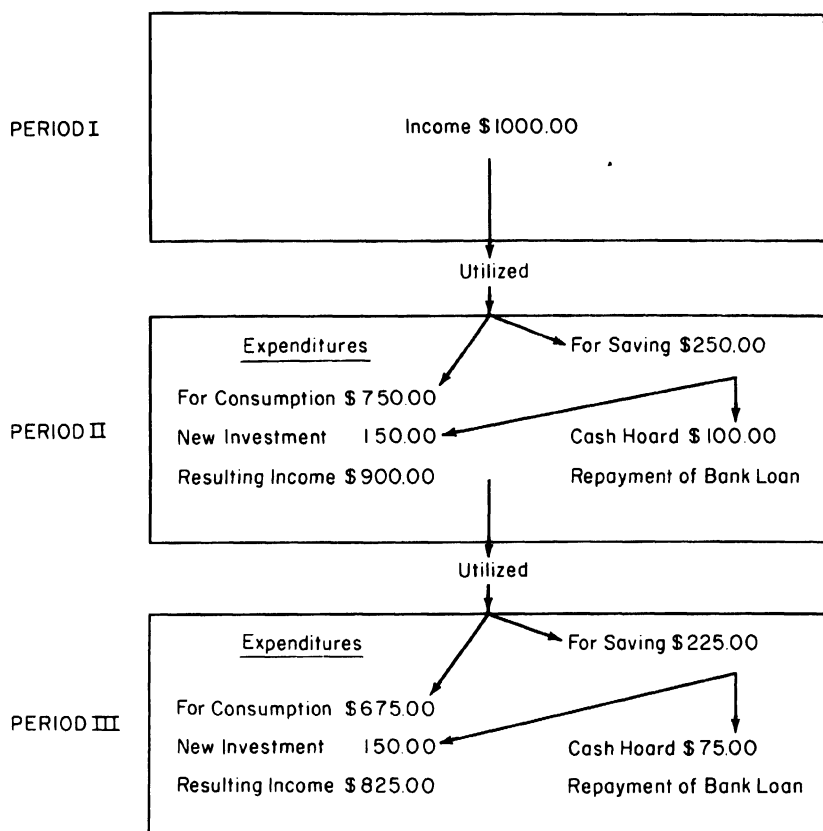 PERIOD I
Income $1000.00
Utilized
PERIOD II
Expenditures
For Saving $250.00
For Consumption $750.00
New Investment 150.00
Cash Hoard $100.00
Resulting Income $900.00
Repayment of Bank Loan
Utilized
PERIOD III
Expenditures
For Saving $225.00
For Consumption $675.00
New Investment 150.00
Cash Hoard $75.00
Resulting Income $825.00
Repayment of Bank Loan